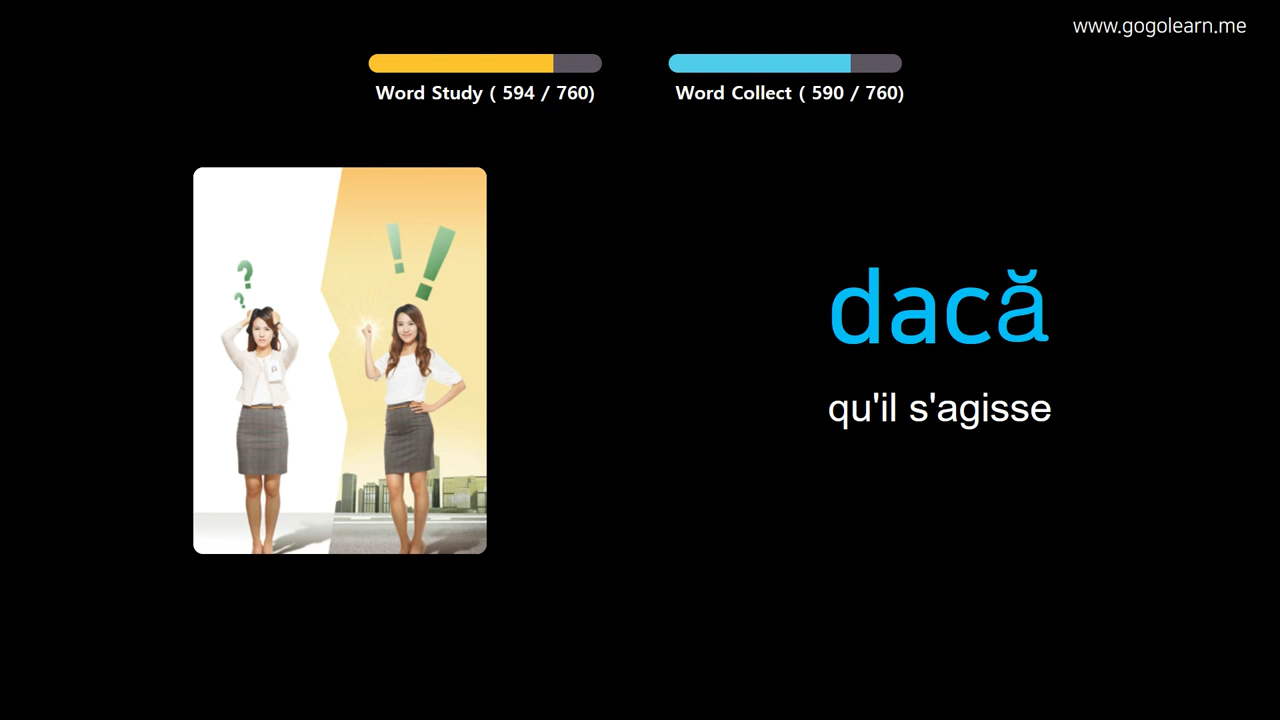 www.gogolearn.me
Word Study ( 594 / 760)
Word Collect ( 590 / 760)
? ?
! !
dacă
qu'il s'agisse